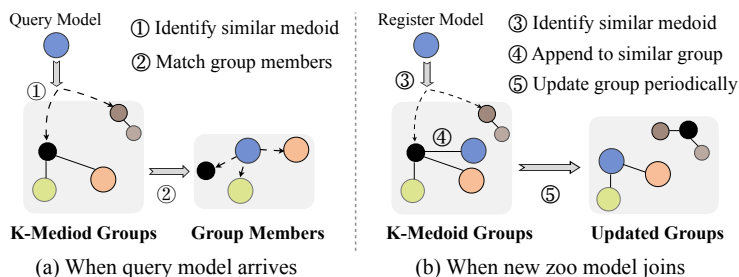 Query Model
① Identify similar medoid
② Match group members
①
②
K-Mediod Groups
Group Members
(a) When query model arrives
Register Model
③ Identify similar medoid
④ Append to similar group
⑤ Update group periodically
③
④
⑤
K-Medoid Groups
Updated Groups
(b) When new zoo model joins